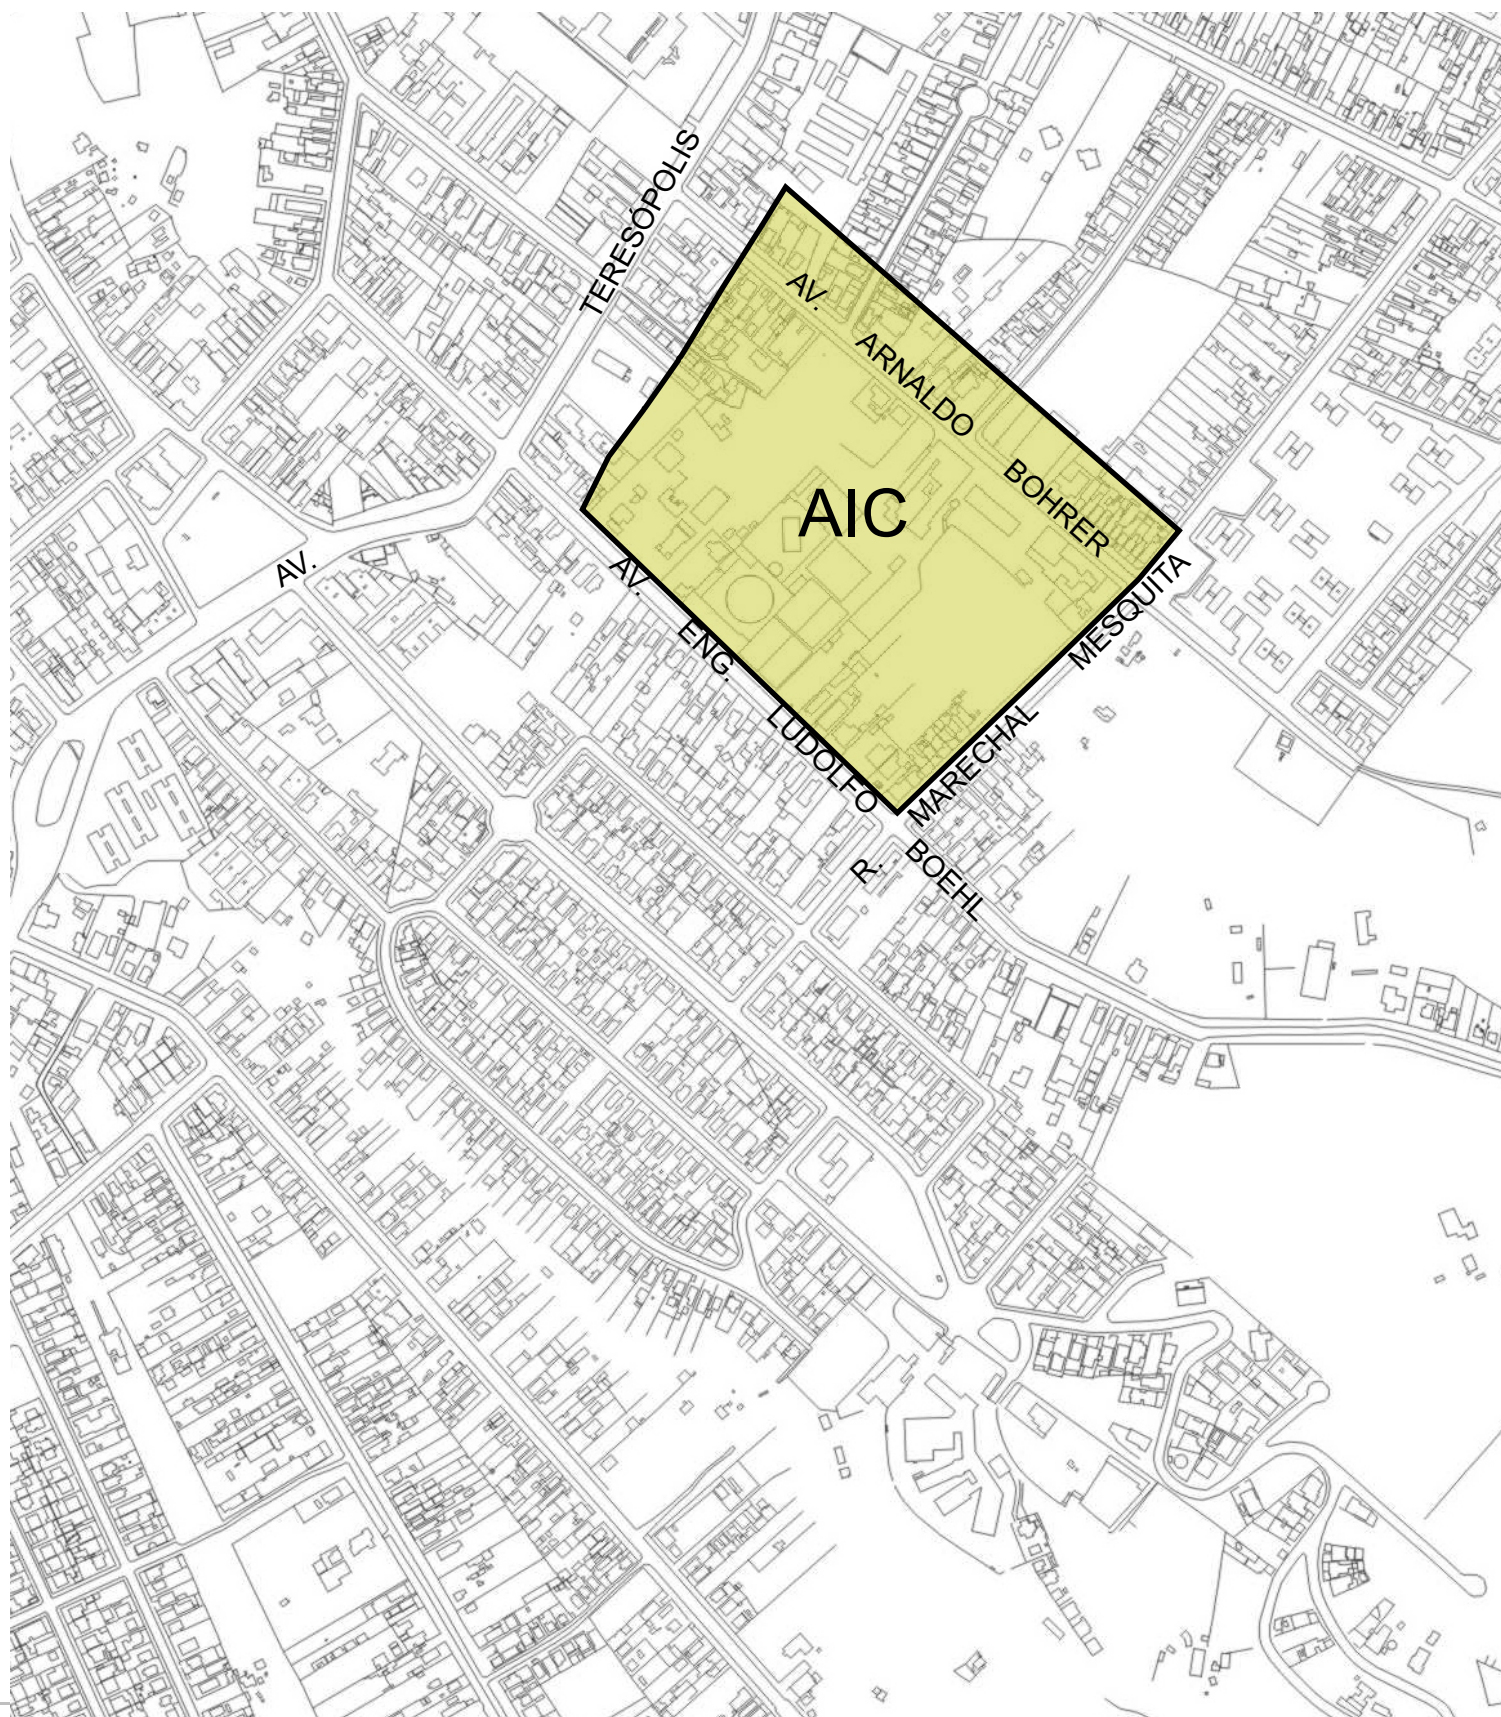 AV. TERESÓPOLIS
AV. ARNALDO BOHRER
AIC
AV. ENG. LUDOLFO BOEHL
R. MARECHAL MESQUITA